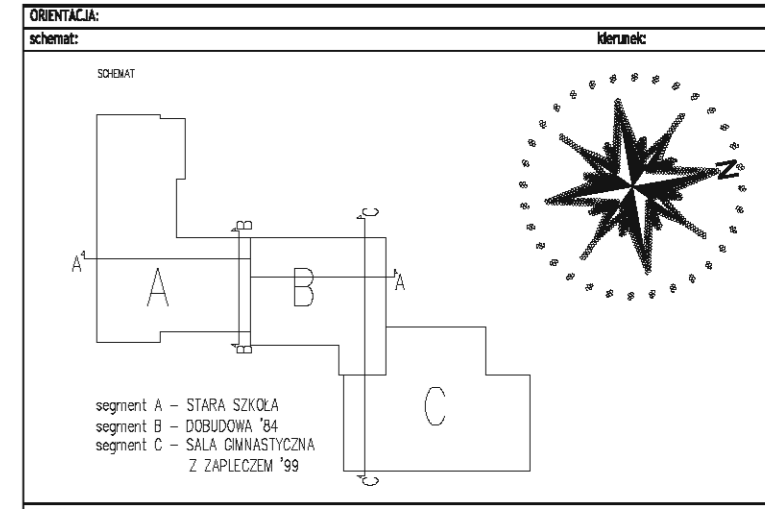 ORIENTACJA:
schemat: kierunek:
SCHEMAT
N
C
B
A
A
B
A
B
C
segment A – STARA SZKOŁA
segment B – DOBUDOWA '84
segment C – SALA GIMNASTYCZNA
Z ZAPLECZEM '99
A
B
C